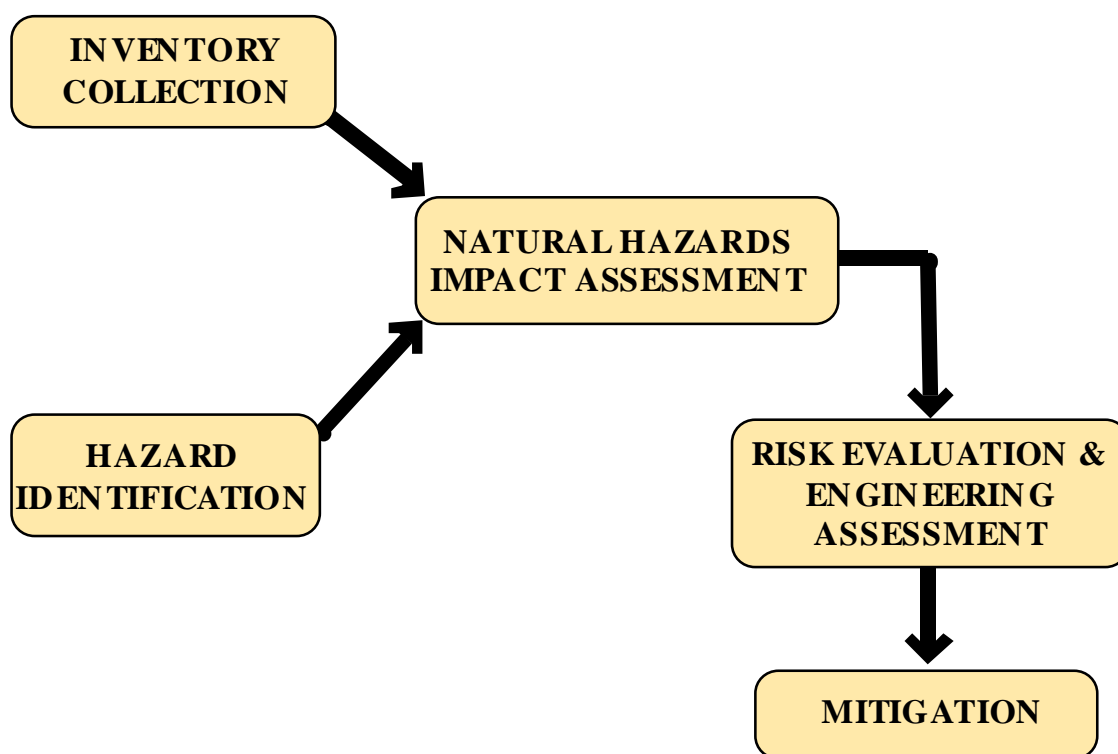 INVENTORY
COLLECTION
NATURAL HAZARDS
IMPACT ASSESSMENT
HAZARD
IDENTIFICATION
RISK EVALUATION &
ENGINEERING
ASSESSMENT
MITIGATION